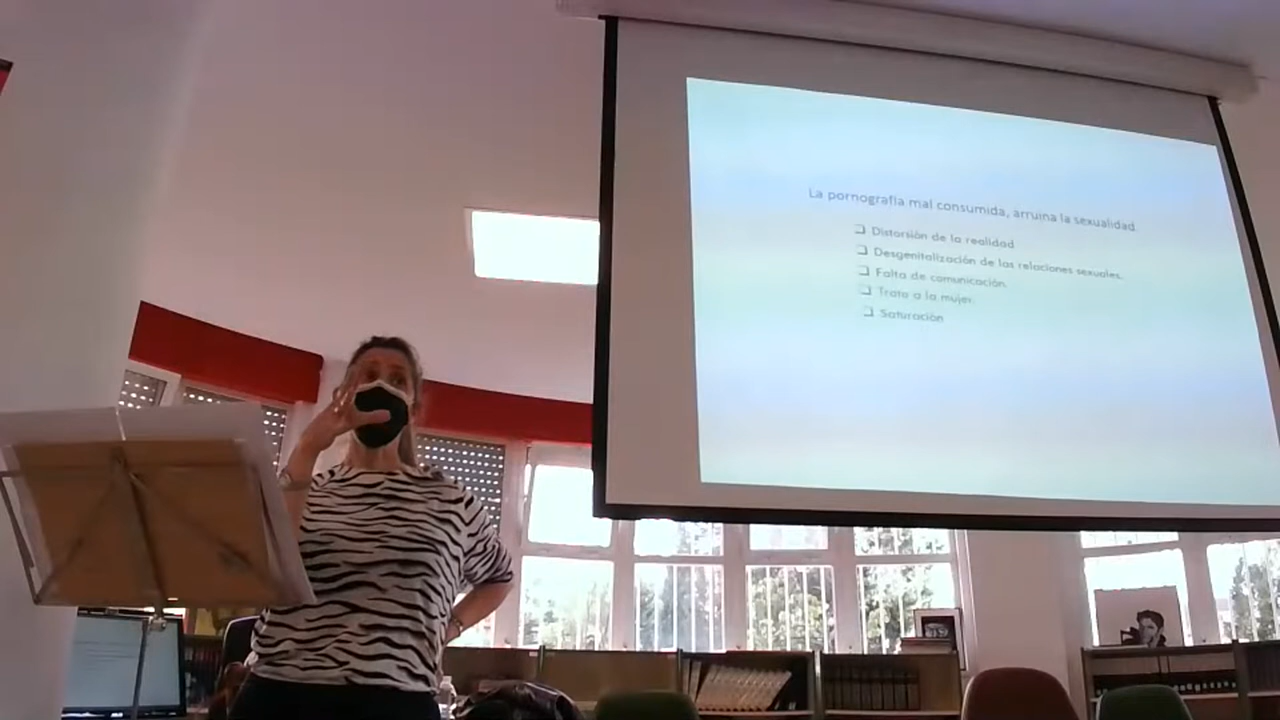 La pornografía mal consumida, arruina la sexualidad.
Distorsión de la realidad
Desgenitalización de las relaciones sexuales.
Falta de comunicación.
Trato a la mujer.
Saturación